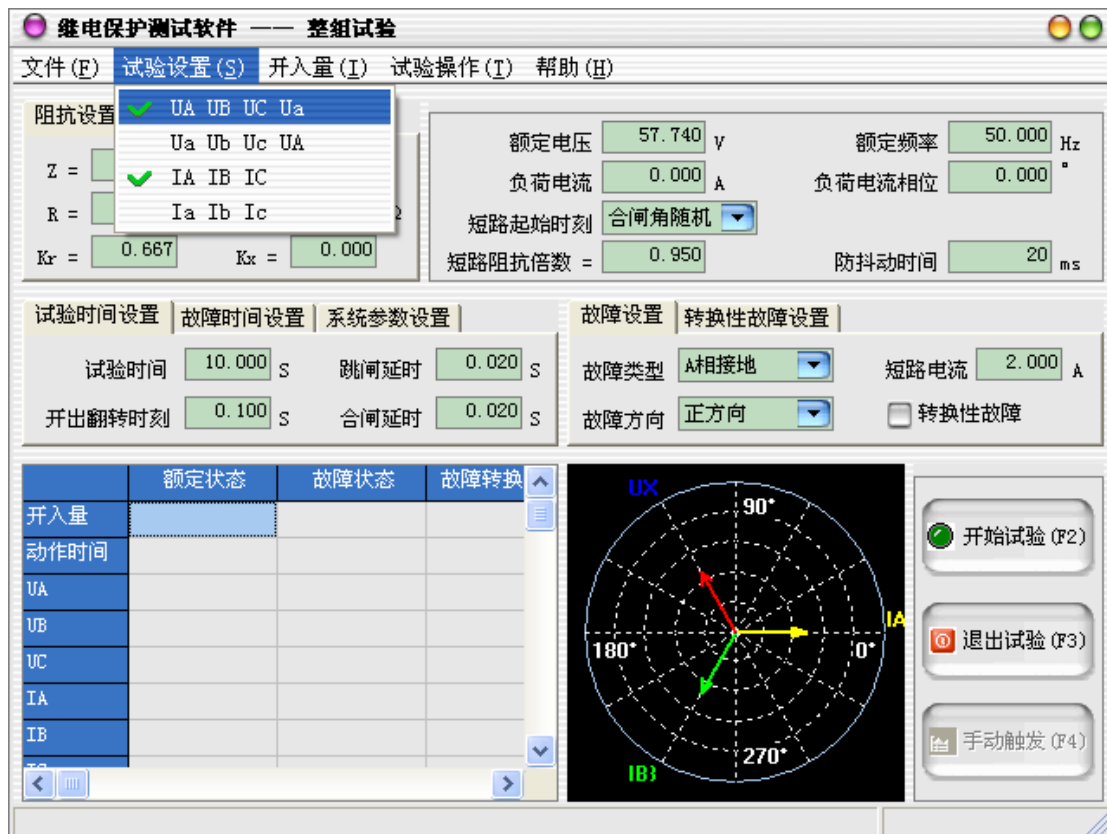 继电保护测试软件 —— 整组试验
文件(F) 试验设置(S) 开入量(I) 试验操作(T) 帮助(H)
阻抗设置
UA UB UC Ua
Ua Ub Uc UA
IA IB IC
Ia Ib Ic
Z =
R =
Kr = 0.667 Kx = 0.000
额定电压 57.740 V 额定频率 50.000 Hz
负荷电流 0.000 A 负荷电流相位 0.000 °
短路起始时刻 合闸角随机
短路阻抗倍数 = 0.950 防抖动时间 20 ms
试验时间设置 故障时间设置 系统参数设置
试验时间 10.000 S 跳闸延时 0.020 S
开出翻转时刻 0.100 S 合闸延时 0.020 S
故障设置 转换性故障设置
故障类型 A相接地 短路电流 2.000 A
故障方向 正方向 转换性故障
额定状态 故障状态 故障转换
开入量
动作时间
UA
UB
UC
IA
IB
UX
90°
IA
180°
0°
270°
IB
开始试验(F2)
退出试验(F3)
手动触发(F4)